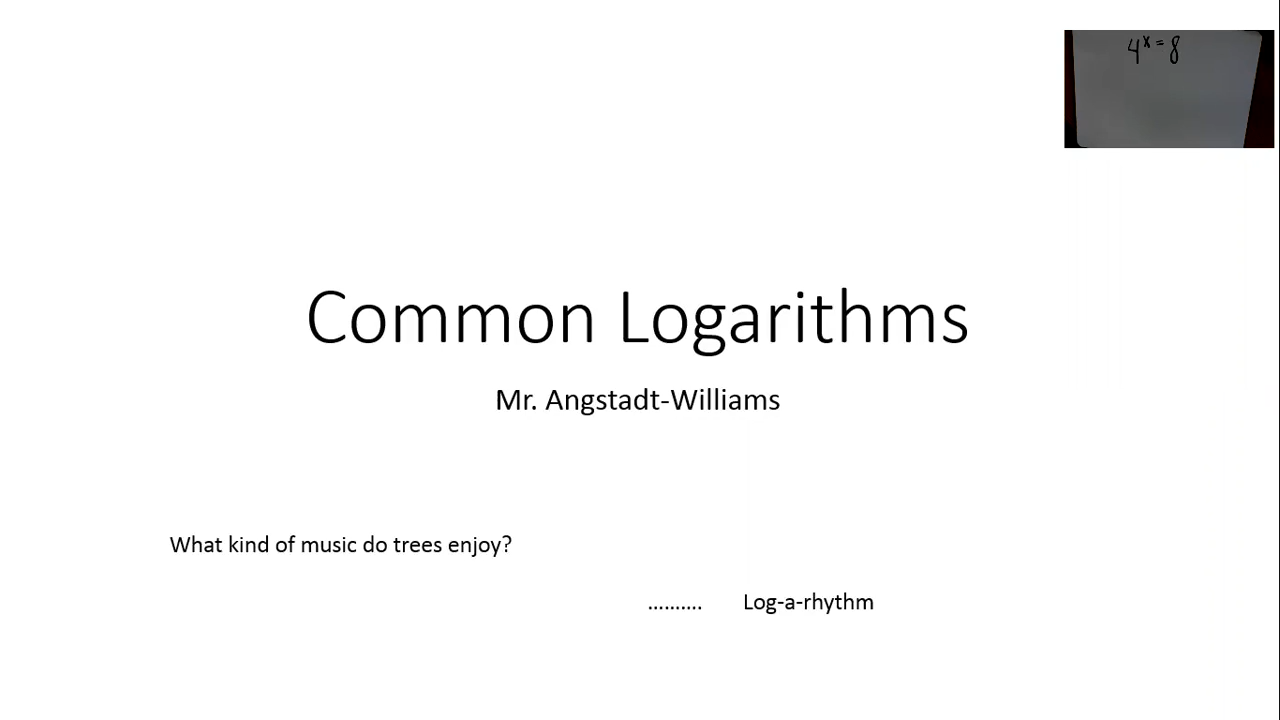 4ˣ = 8
Common Logarithms
Mr. Angstadt-Williams
What kind of music do trees enjoy?
.......... Log-a-rhythm